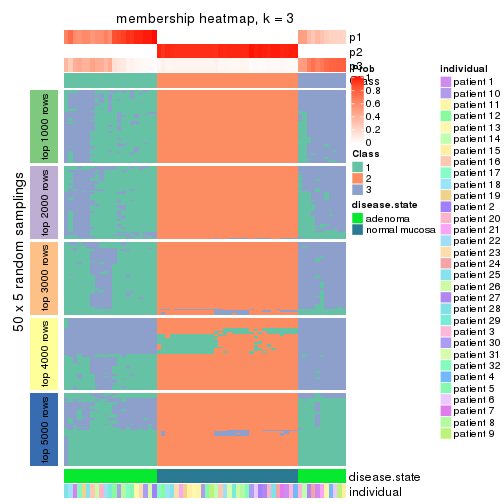 membership heatmap, k = 3
p1
p2
p3
50 x 5 random samplings
top 1000 rows
top 2000 rows
top 3000 rows
top 4000 rows
top 5000 rows
disease.state
individual
Prob
1
0.8
0.6
0.4
0.2
0
Class
Class
1
2
3
disease.state
adenoma
normal mucosa
individual
patient 1
patient 10
patient 11
patient 12
patient 13
patient 14
patient 15
patient 16
patient 17
patient 18
patient 19
patient 2
patient 20
patient 21
patient 22
patient 23
patient 24
patient 25
patient 26
patient 27
patient 28
patient 29
patient 3
patient 30
patient 31
patient 32
patient 4
patient 5
patient 6
patient 7
patient 8
patient 9